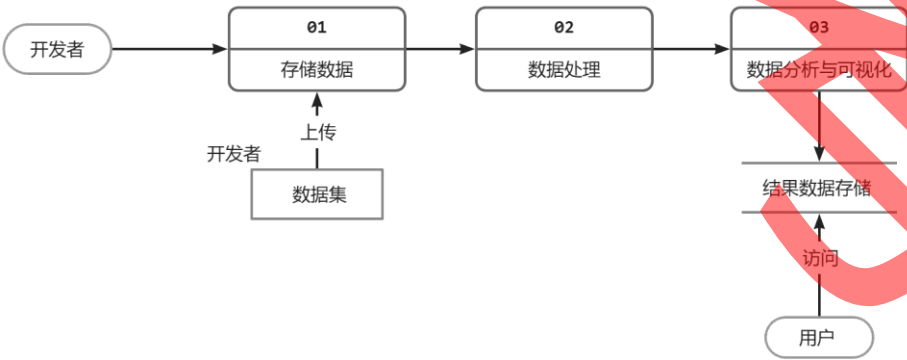 开发者
01
存储数据
02
数据处理
03
数据分析与可视化
上传
开发者
数据集
结果数据存储
访问
用户